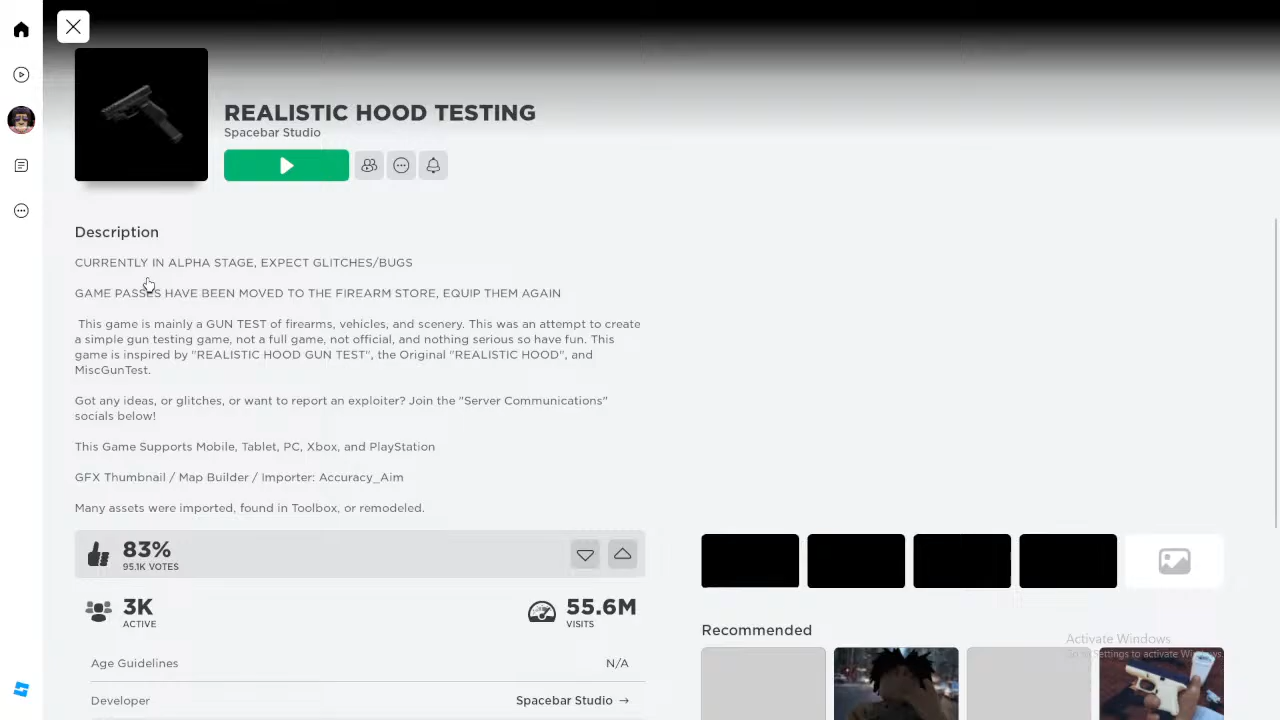 REALISTIC HOOD TESTING
Spacebar Studio
Description
CURRENTLY IN ALPHA STAGE, EXPECT GLITCHES/BUGS
GAME PASSES HAVE BEEN MOVED TO THE FIREARM STORE, EQUIP THEM AGAIN
This game is mainly a GUN TEST of firearms, vehicles, and scenery. This was an attempt to create
a simple gun testing game, not a full game, not official, and nothing serious so have fun. This
game is inspired by "REALISTIC HOOD GUN TEST", the Original "REALISTIC HOOD", and
MiscGunTest.
Got any ideas, or glitches, or want to report an exploiter? Join the "Server Communications"
socials below!
This Game Supports Mobile, Tablet, PC, Xbox, and PlayStation
GFX Thumbnail / Map Builder / Importer: Accuracy_Aim
Many assets were imported, found in Toolbox, or remodeled.
83%
95.1K VOTES
3K
ACTIVE
55.6M
VISITS
Age Guidelines
N/A
Developer
Spacebar Studio →
Recommended
Activate Windows
Go to Settings to activate Windows.